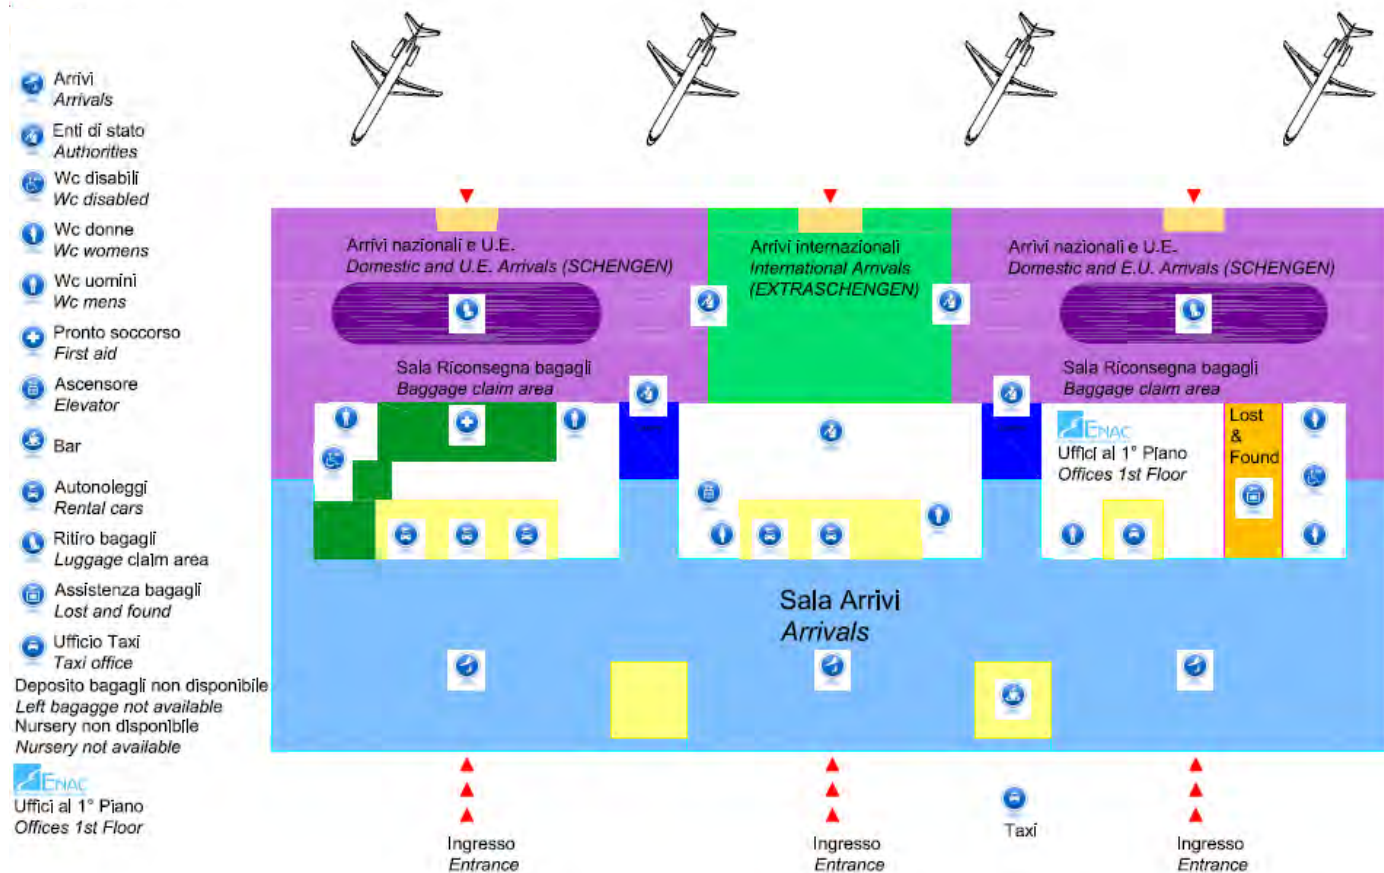 Arrivi
Arrivals
Enti di stato
Authorities
Wc disabili
Wc disabled
Wc donne
Wc womens
Wc uomini
Wc mens
Pronto soccorso
First aid
Ascensore
Elevator
Bar
Autonoleggi
Rental cars
Ritiro bagagli
Luggage claim area
Assistenza bagagli
Lost and found
Ufficio Taxi
Taxi office
Deposito bagagli non disponibile
Left bagagge not available
Nursery non disponibile
Nursery not available
ENAC
Uffici al 1° Piano
Offices 1st Floor
Arrivi nazionali e U.E.
Domestic and U.E. Arrivals (SCHENGEN)
Arrivi internazionali
International Arrivals
(EXTRASCHENGEN)
Arrivi nazionali e U.E.
Domestic and E.U. Arrivals (SCHENGEN)
Sala Riconsegna bagagli
Baggage claim area
Sala Riconsegna bagagli
Baggage claim area
ENAC
Uffici al 1° Piano
Offices 1st Floor
Lost
&
Found
Sala Arrivi
Arrivals
Ingresso
Entrance
Ingresso
Entrance
Taxi
Ingresso
Entrance